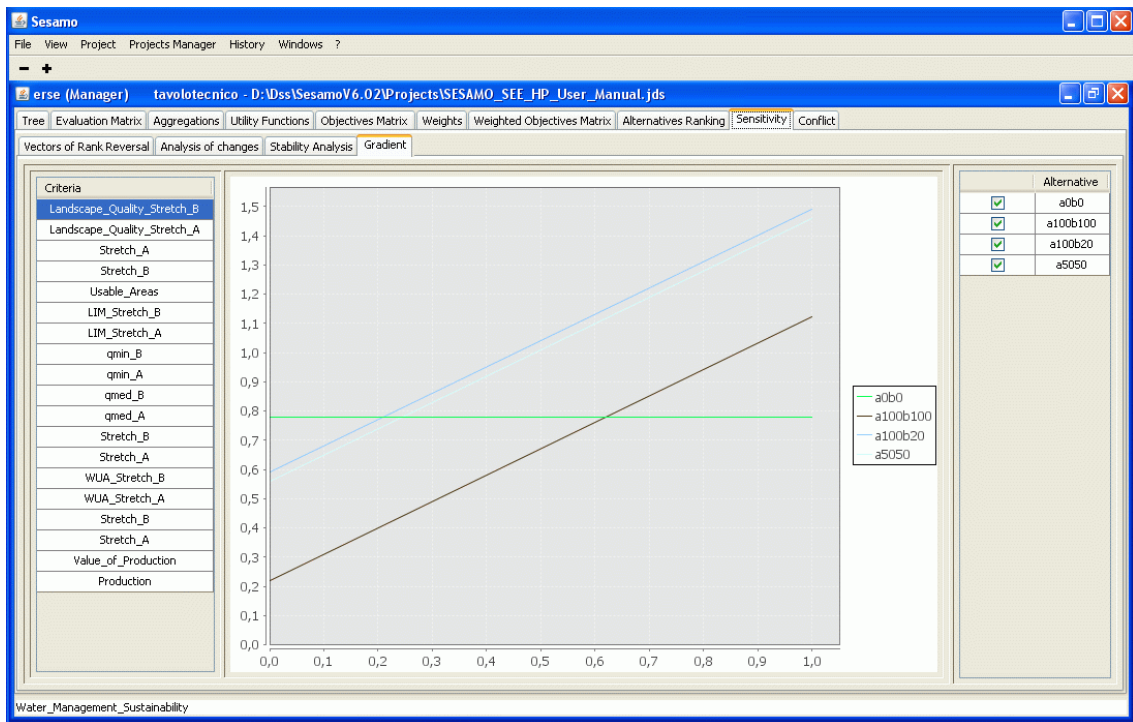 Sesamo
File View Project Projects Manager History Windows ?
erse (Manager) tavolotecnico - D:\Dss\SesamoV6.02\Projects\SESAMO_SEE_HP_User_Manual.jds
Tree Evaluation Matrix Aggregations Utility Functions Objectives Matrix Weights Weighted Objectives Matrix Alternatives Ranking Sensitivity Conflict
Vectors of Rank Reversal Analysis of changes Stability Analysis Gradient
Criteria
Landscape_Quality_Stretch_B
Landscape_Quality_Stretch_A
Stretch_A
Stretch_B
Usable_Areas
LIM_Stretch_B
LIM_Stretch_A
qmin_B
qmin_A
qmed_B
qmed_A
Stretch_B
Stretch_A
WUA_Stretch_B
WUA_Stretch_A
Stretch_B
Stretch_A
Value_of_Production
Production
1,5
1,4
1,3
1,2
1,1
1,0
0,9
0,8
0,7
0,6
0,5
0,4
0,3
0,2
0,1
0,0
0,0 0,1 0,2 0,3 0,4 0,5 0,6 0,7 0,8 0,9 1,0
a0b0
a100b100
a100b20
a5050
Alternative
a0b0
a100b100
a100b20
a5050
Water_Management_Sustainability